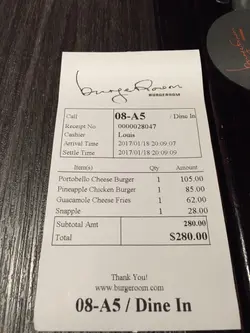 burgeRoom
BURGEROOM
Call 08-A5 / Dine In
Receipt No 0000028047
Cashier Louis
Arrival Time 2017/01/18 20:09:07
Settle Time 2017/01/18 20:09:09
Items Qty Amount
Portobello Cheese Burger 1 105.00
Pineapple Chicken Burger 1 85.00
Guacamole Cheese Fries 1 62.00
Snapple 1 28.00
Subtotal Amt 280.00
Total $280.00
Thank You!
www.burgeroom.com
08-A5 / Dine In